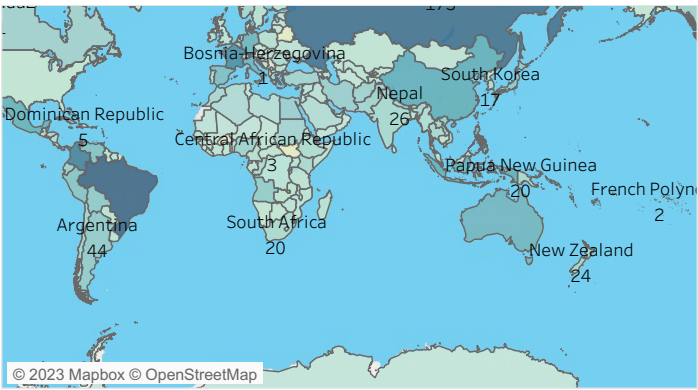 Bosnia-Herzegovina
1
South Korea
17
Nepal
26
Dominican Republic
5
Central African Republic
3
Papua New Guinea
20
French Polyn
2
Argentina
44
South Africa
20
New Zealand
24
© 2023 Mapbox © OpenStreetMap